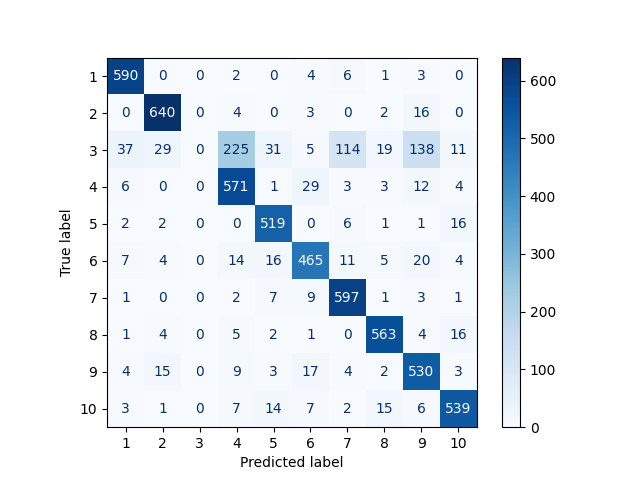 1 590 0 0 2 0 4 6 1 3 0
2 0 640 0 4 0 3 0 2 16 0
3 37 29 0 225 31 5 114 19 138 11
4 6 0 0 571 1 29 3 3 12 4
5 2 2 0 0 519 0 6 1 1 16
6 7 4 0 14 16 465 11 5 20 4
7 1 0 0 2 7 9 597 1 3 1
8 1 4 0 5 2 1 0 563 4 16
9 4 15 0 9 3 17 4 2 530 3
10 3 1 0 7 14 7 2 15 6 539
1 2 3 4 5 6 7 8 9 10
Predicted label
True label
600
500
400
300
200
100
0